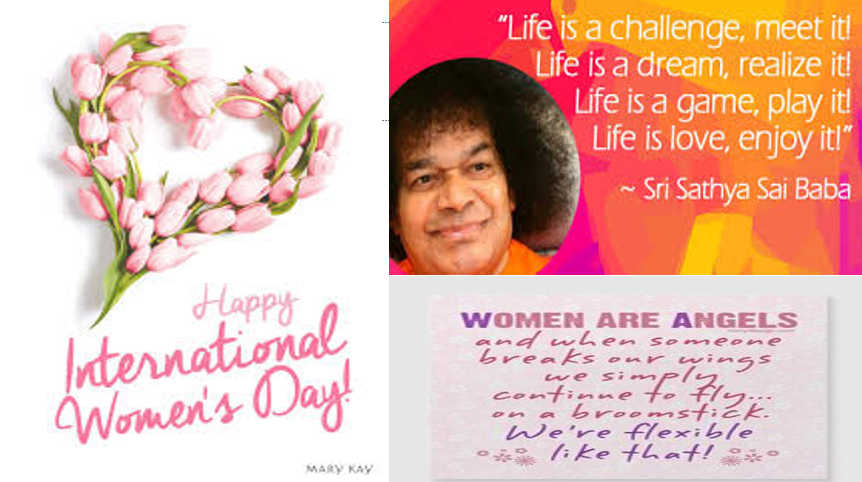 Happy
International
Women's Day!
MARY KAY
"Life is a challenge, meet it!
Life is a dream, realize it!
Life is a game, play it!
Life is love, enjoy it!"
~ Sri Sathya Sai Baba
WOMEN ARE ANGELS
and when someone
breaks our wings
we simply
continue to fly...
on a broomstick.
We're flexible
like that!